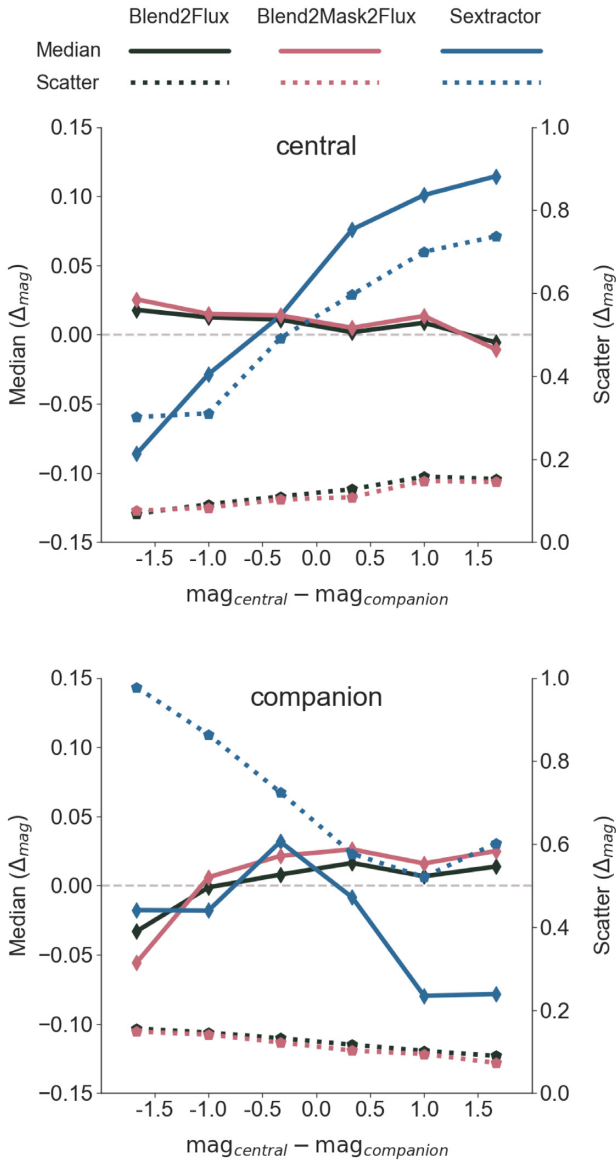 Blend2Flux Blend2Mask2Flux Sextractor
Median
Scatter
central
0.15
0.10
0.05
0.00
−0.05
−0.10
−0.15
Median (Δmag)
1.0
0.8
0.6
0.4
0.2
0.0
Scatter (Δmag)
-1.5 -1.0 -0.5 0.0 0.5 1.0 1.5
magcentral − magcompanion
companion
0.15
0.10
0.05
0.00
−0.05
−0.10
−0.15
Median (Δmag)
1.0
0.8
0.6
0.4
0.2
0.0
Scatter (Δmag)
-1.5 -1.0 -0.5 0.0 0.5 1.0 1.5
magcentral − magcompanion